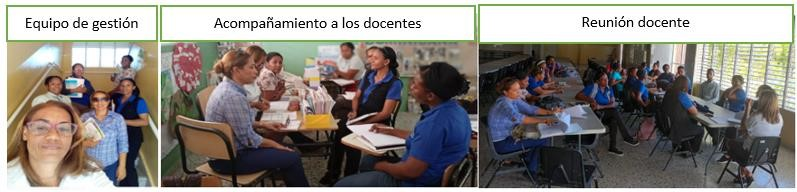 Equipo de gestión
Acompañamiento a los docentes
Reunión docente